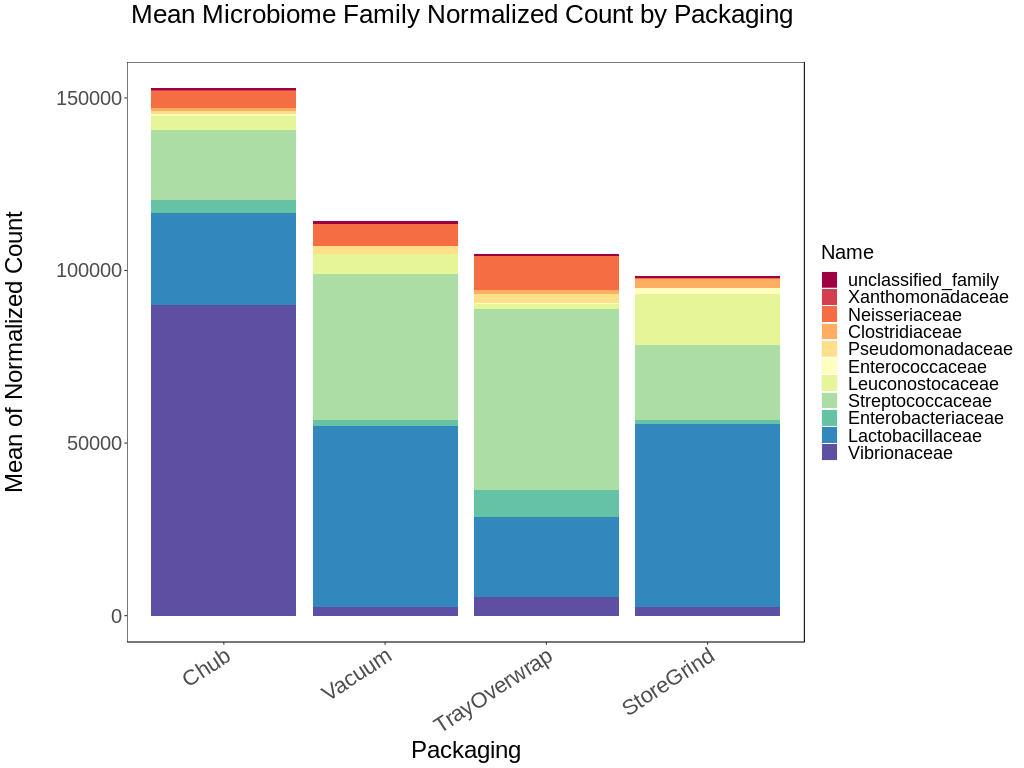 Mean Microbiome Family Normalized Count by Packaging
Mean of Normalized Count
150000
100000
50000
0
Chub
Vacuum
TrayOverwrap
StoreGrind
Packaging
Name
unclassified_family
Xanthomonadaceae
Neisseriaceae
Clostridiaceae
Pseudomonadaceae
Enterococcaceae
Leuconostocaceae
Streptococcaceae
Enterobacteriaceae
Lactobacillaceae
Vibrionaceae